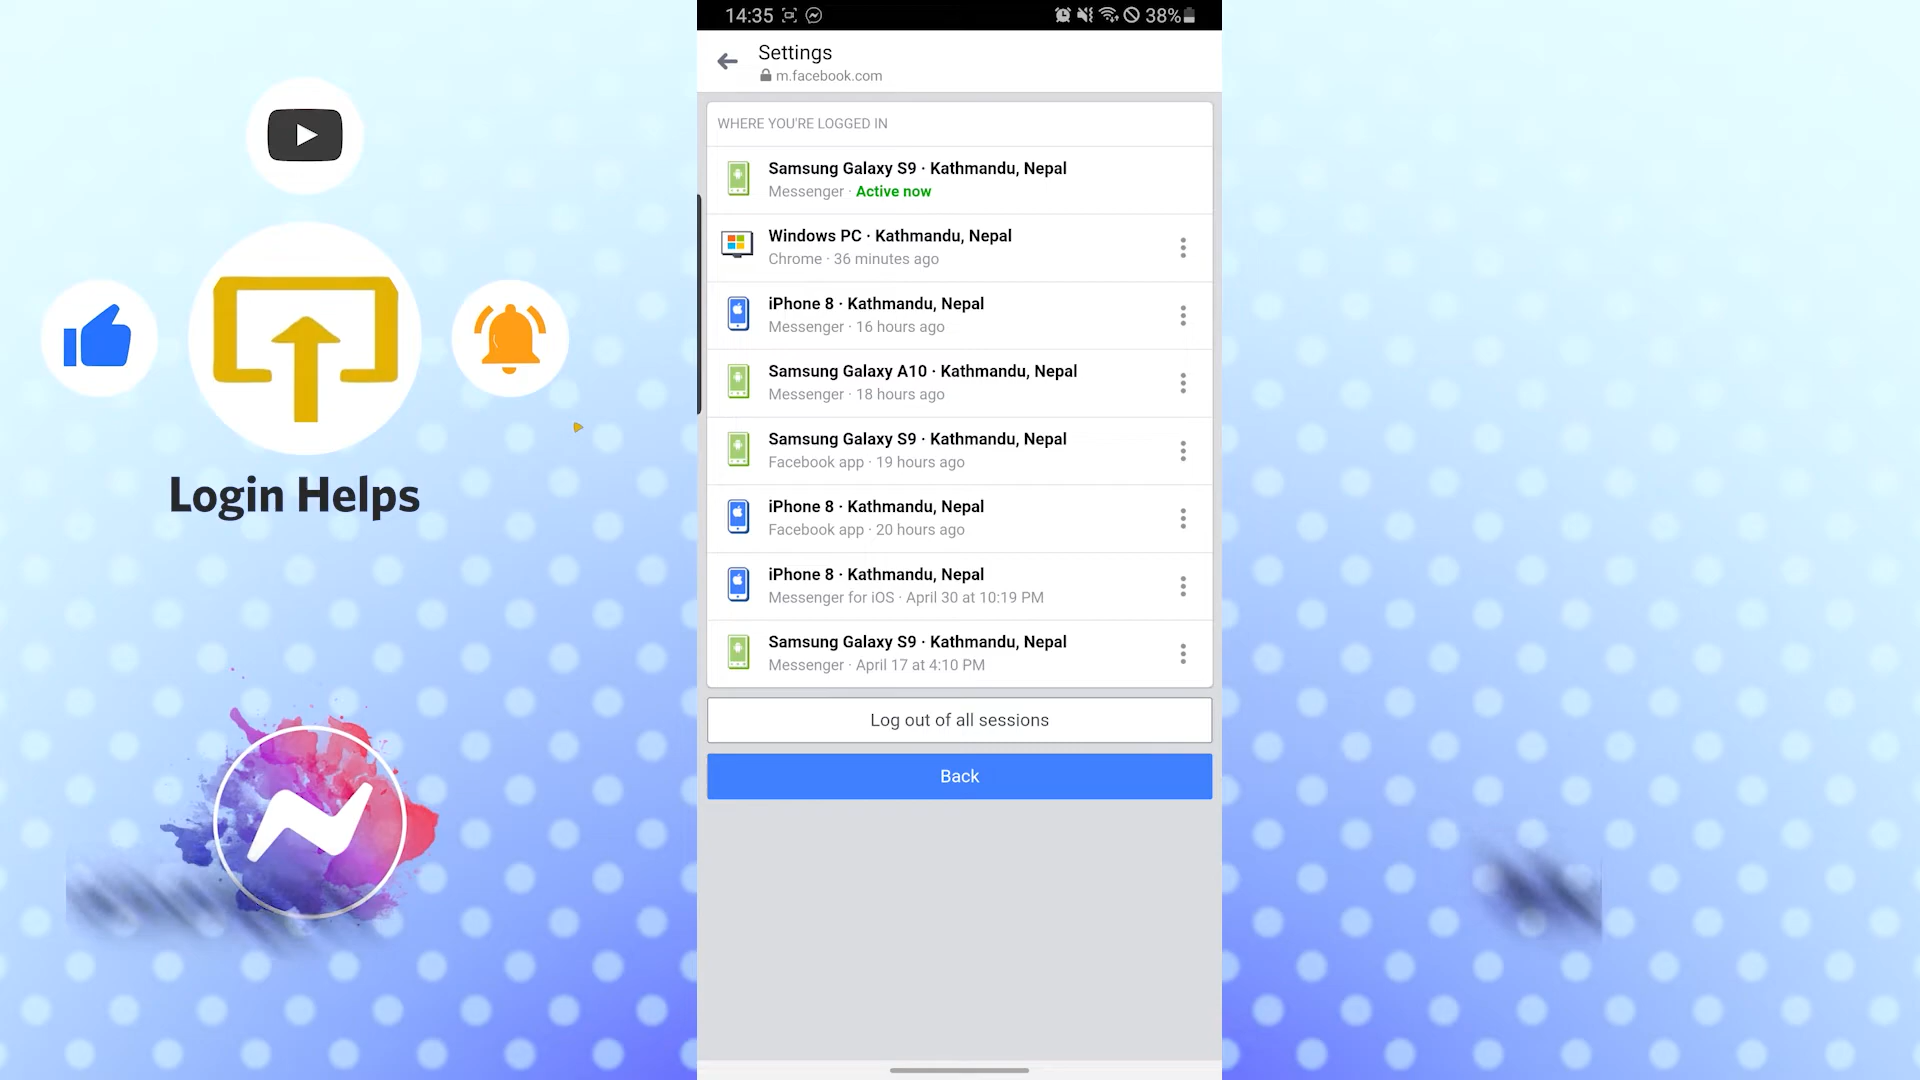 14:35
38%
Settings
m.facebook.com
WHERE YOU'RE LOGGED IN
Samsung Galaxy S9 · Kathmandu, Nepal
Messenger · Active now
Windows PC · Kathmandu, Nepal
Chrome · 36 minutes ago
iPhone 8 · Kathmandu, Nepal
Messenger · 16 hours ago
Samsung Galaxy A10 · Kathmandu, Nepal
Messenger · 18 hours ago
Samsung Galaxy S9 · Kathmandu, Nepal
Facebook app · 19 hours ago
iPhone 8 · Kathmandu, Nepal
Facebook app · 20 hours ago
iPhone 8 · Kathmandu, Nepal
Messenger for iOS · April 30 at 10:19 PM
Samsung Galaxy S9 · Kathmandu, Nepal
Messenger · April 17 at 4:10 PM
Log out of all sessions
Back
Login Helps